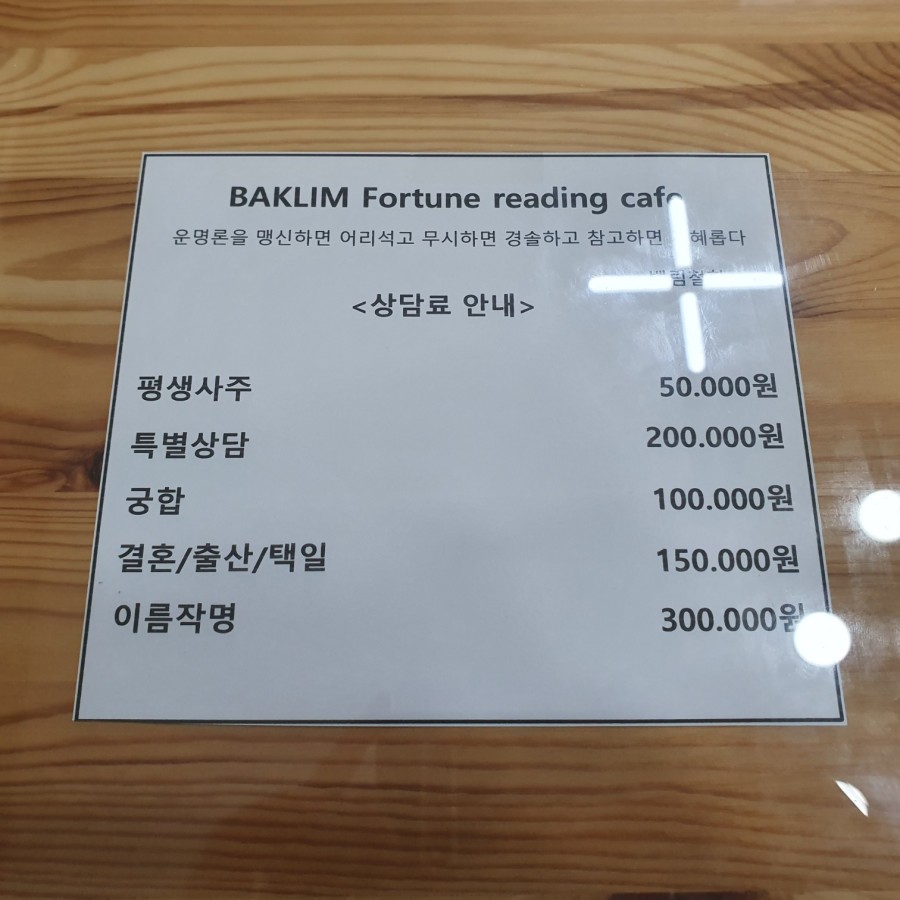 BAKLIM Fortune reading cafe
운명론을 맹신하면 어리석고 무시하면 경솔하고 참고하면 지혜롭다
<상담료 안내>
평생사주 50.000원
특별상담 200.000원
궁합 100.000원
결혼/출산/택일 150.000원
이름작명 300.000원